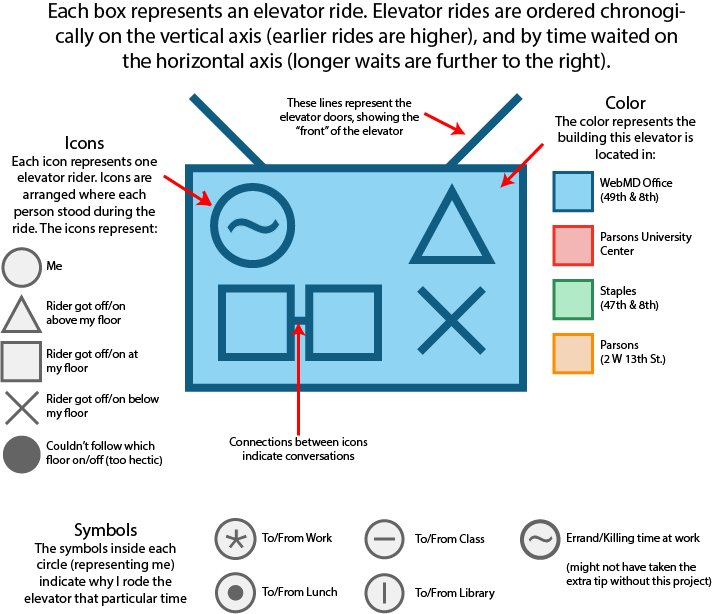 Each box represents an elevator ride. Elevator rides are ordered chronogi-
cally on the vertical axis (earlier rides are higher), and by time waited on
the horizontal axis (longer waits are further to the right).
These lines represent the
elevator doors, showing the
"front" of the elevator
Color
The color represents the
building this elevator is
located in:
WebMD Office
(49th & 8th)
Parsons University
Center
Staples
(47th & 8th)
Parsons
(2 W 13th St.)
Icons
Each icon represents one
elevator rider. Icons are
arranged where each
person stood during the
ride. The icons represent:
Me
Rider got off/on
above my floor
Rider got off/on at
my floor
Rider got off/on below
my floor
Couldn't follow which
floor on/off (too hectic)
Connections between icons
indicate conversations
Symbols
The symbols inside each
circle (representing me)
indicate why I rode the
elevator that particular time
To/From Work
To/From Class
Errand/Killing time at work
(might not have taken the
extra tip without this project)
To/From Lunch
To/From Library